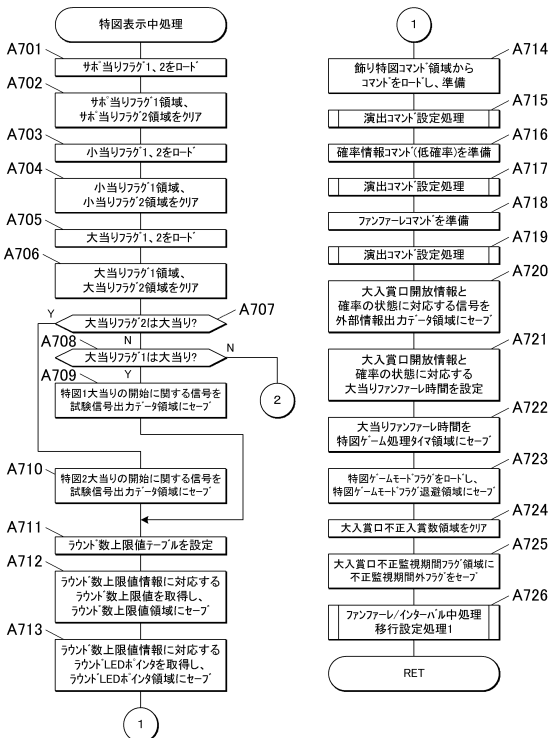 特図表示中処理
A701
サポ当りフラグ1、2をロード
A702
サポ当りフラグ1領域、
サポ当りフラグ2領域をクリア
A703
小当りフラグ1、2をロード
A704
小当りフラグ1領域、
小当りフラグ2領域をクリア
A705
大当りフラグ1、2をロード
A706
大当りフラグ1領域、
大当りフラグ2領域をクリア
Y
大当りフラグ2は大当り?
A707
N
A708
大当りフラグ1は大当り?
N
Y
2
A709
特図1大当りの開始に関する信号を
試験信号出力データ領域にセーブ
A710
特図2大当りの開始に関する信号を
試験信号出力データ領域にセーブ
A711
ラウンド数上限値テーブルを設定
A712
ラウンド数上限値情報に対応する
ラウンド数上限値を取得し、
ラウンド数上限値領域にセーブ
A713
ラウンド数上限値情報に対応する
ラウンドLEDポインタを取得し、
ラウンドLEDポインタ領域にセーブ
1
1
A714
飾り特図コマンド領域から
コマンドをロードし、準備
A715
演出コマンド設定処理
A716
確率情報コマンド(低確率)を準備
A717
演出コマンド設定処理
A718
ファンファーレコマンドを準備
A719
演出コマンド設定処理
A720
大入賞口開放情報と
確率の状態に対応する信号を
外部情報出力データ領域にセーブ
A721
大入賞口開放情報と
確率の状態に対応する
大当りファンファーレ時間を設定
A722
大当りファンファーレ時間を
特図ゲーム処理タイマ領域にセーブ
A723
特図ゲームモードフラグをロードし、
特図ゲームモードフラグ退避領域にセーブ
A724
大入賞口不正入賞数領域をクリア
A725
大入賞口不正監視期間フラグ領域に
不正監視期間外フラグをセーブ
A726
ファンファーレ/インターバル中処理
移行設定処理1
RET